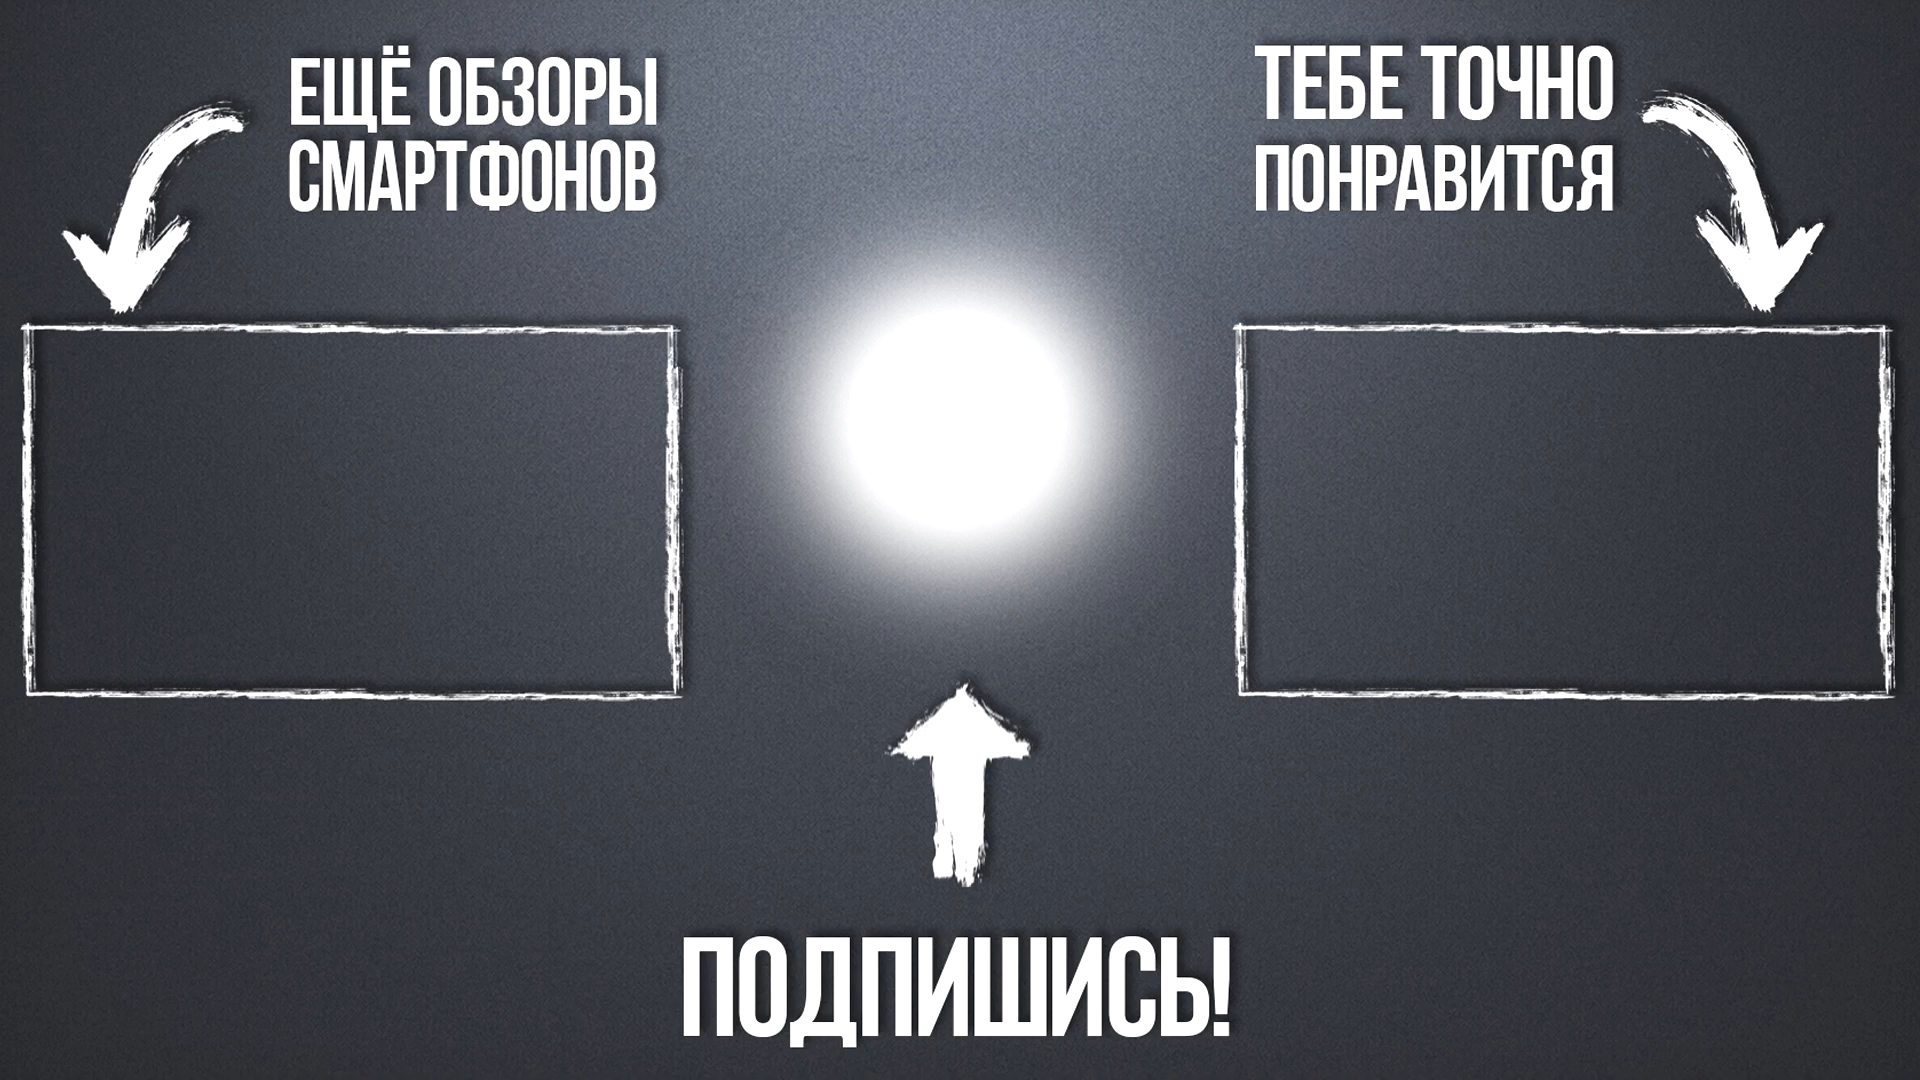 ЕЩЁ ОБЗОРЫ
СМАРТФОНОВ
ТЕБЕ ТОЧНО
ПОНРАВИТСЯ
ПОДПИШИСЬ!